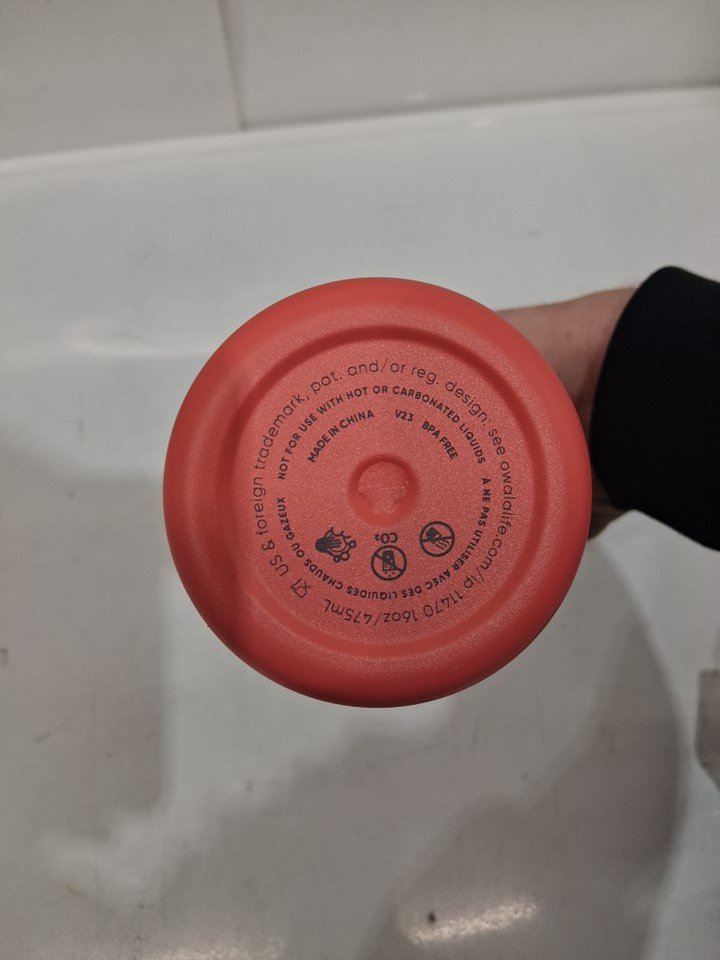 US & foreign trademark, pat. and/or reg. design: see owalalife.com/ip 11470 16oz/475mL
NOT FOR USE WITH HOT OR CARBONATED LIQUIDS
À NE PAS UTILISER AVEC DES LIQUIDES CHAUDS OU GAZEUX
MADE IN CHINA V23 BPA FREE
CO₂